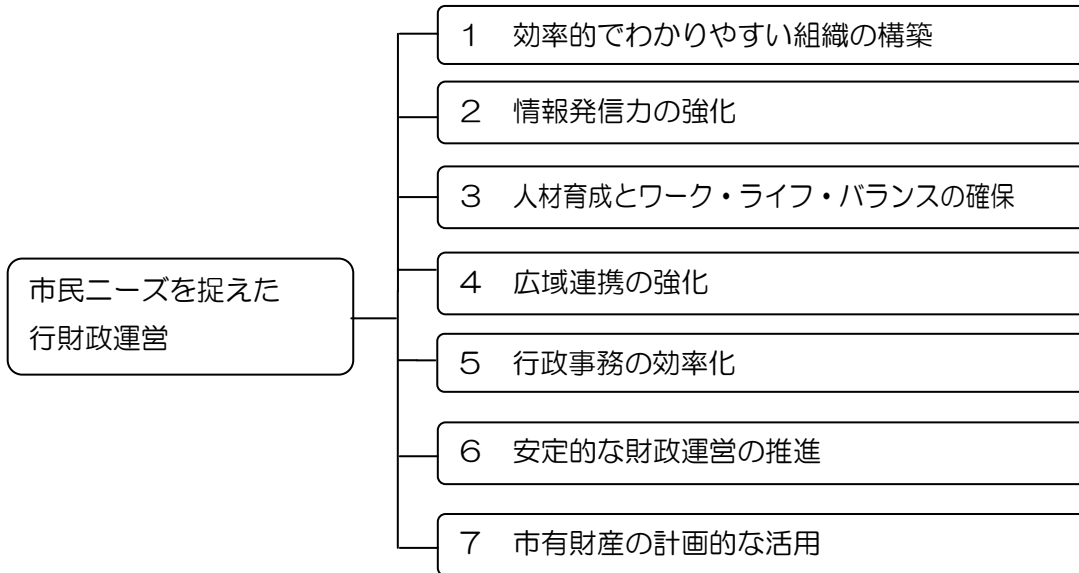 1 効率的でわかりやすい組織の構築
2 情報発信力の強化
3 人材育成とワーク・ライフ・バランスの確保
市民ニーズを捉えた
行財政運営
4 広域連携の強化
5 行政事務の効率化
6 安定的な財政運営の推進
7 市有財産の計画的な活用